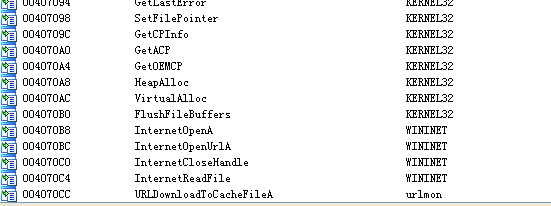 00407094 GetLastError KERNEL32
00407098 SetFilePointer KERNEL32
0040709C GetCPInfo KERNEL32
004070A0 GetACP KERNEL32
004070A4 GetOEMCP KERNEL32
004070A8 HeapAlloc KERNEL32
004070AC VirtualAlloc KERNEL32
004070B0 FlushFileBuffers KERNEL32
004070B8 InternetOpenA WININET
004070BC InternetOpenUrlA WININET
004070C0 InternetCloseHandle WININET
004070C4 InternetReadFile WININET
004070CC URLDownloadToCacheFileA urlmon